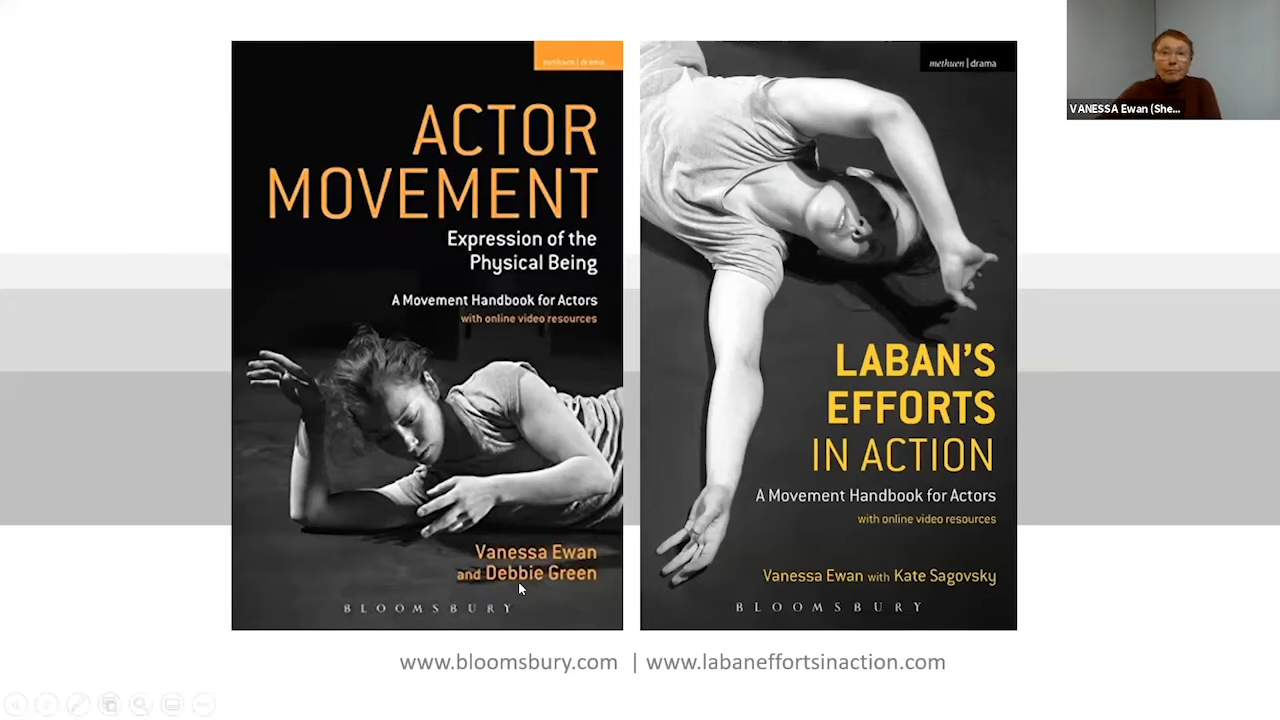 methuen | drama
ACTOR
MOVEMENT
Expression of the
Physical Being
A Movement Handbook for Actors
with online video resources
Vanessa Ewan
and Debbie Green
BLOOMSBURY
methuen | drama
LABAN'S
EFFORTS
IN ACTION
A Movement Handbook for Actors
with online video resources
Vanessa Ewan with Kate Sagovsky
BLOOMSBURY
www.bloomsbury.com | www.labaneffortsinaction.com
VANESSA Ewan (She...